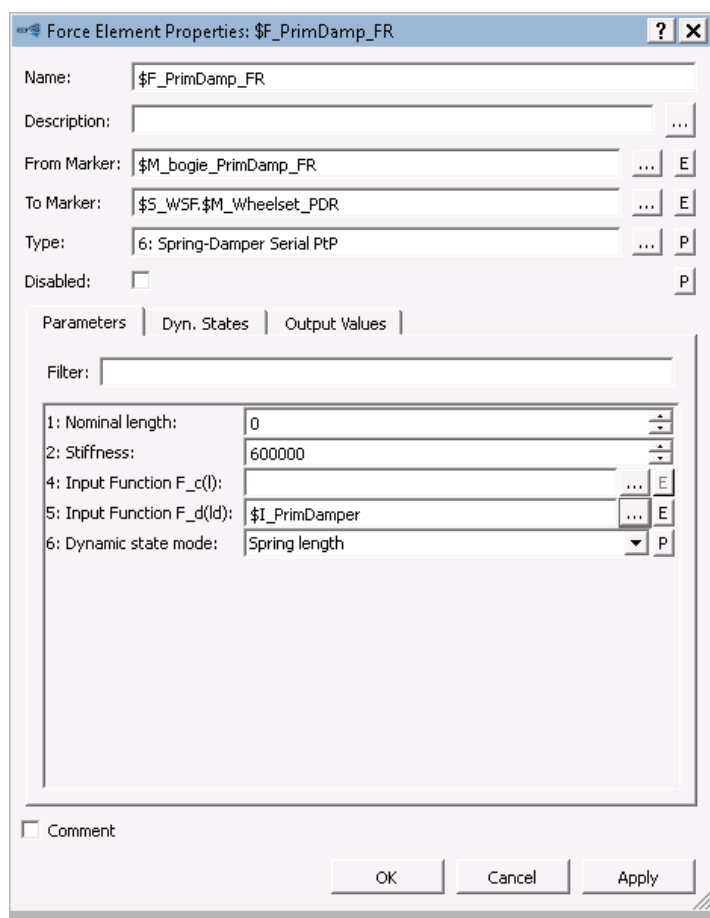 Force Element Properties: $F_PrimDamp_FR ?
Name: $F_PrimDamp_FR
Description: ...
From Marker: $M_bogie_PrimDamp_FR ... E
To Marker: $S_WSF.$M_Wheelset_PDR ... E
Type: 6: Spring-Damper Serial PtP ... P
Disabled: P
Parameters Dyn. States Output Values
Filter:
1: Nominal length: 0
2: Stiffness: 600000
4: Input Function F_c(l): ... E
5: Input Function F_d(ld): $I_PrimDamper ... E
6: Dynamic state mode: Spring length P
Comment
OK Cancel Apply